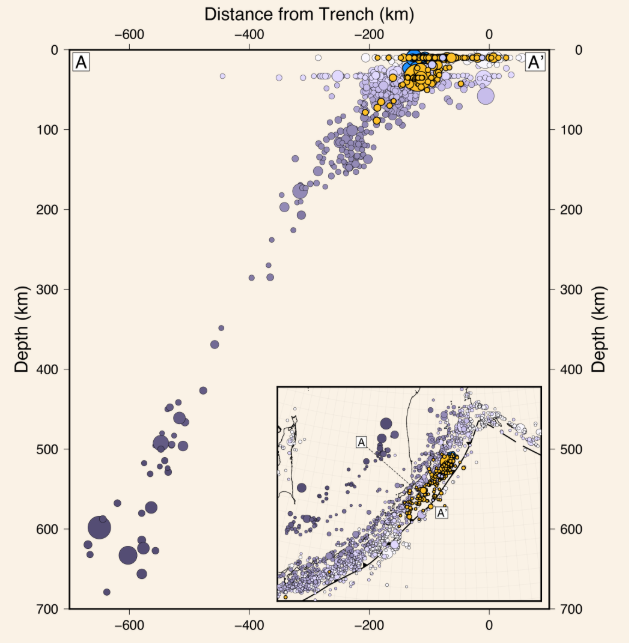 Distance from Trench (km)
−600 −400 −200 0
0 A A' 0
100 100
200 200
300 300
Depth (km) Depth (km)
400 400
A
500 500
A'
600 600
700 700
−600 −400 −200 0